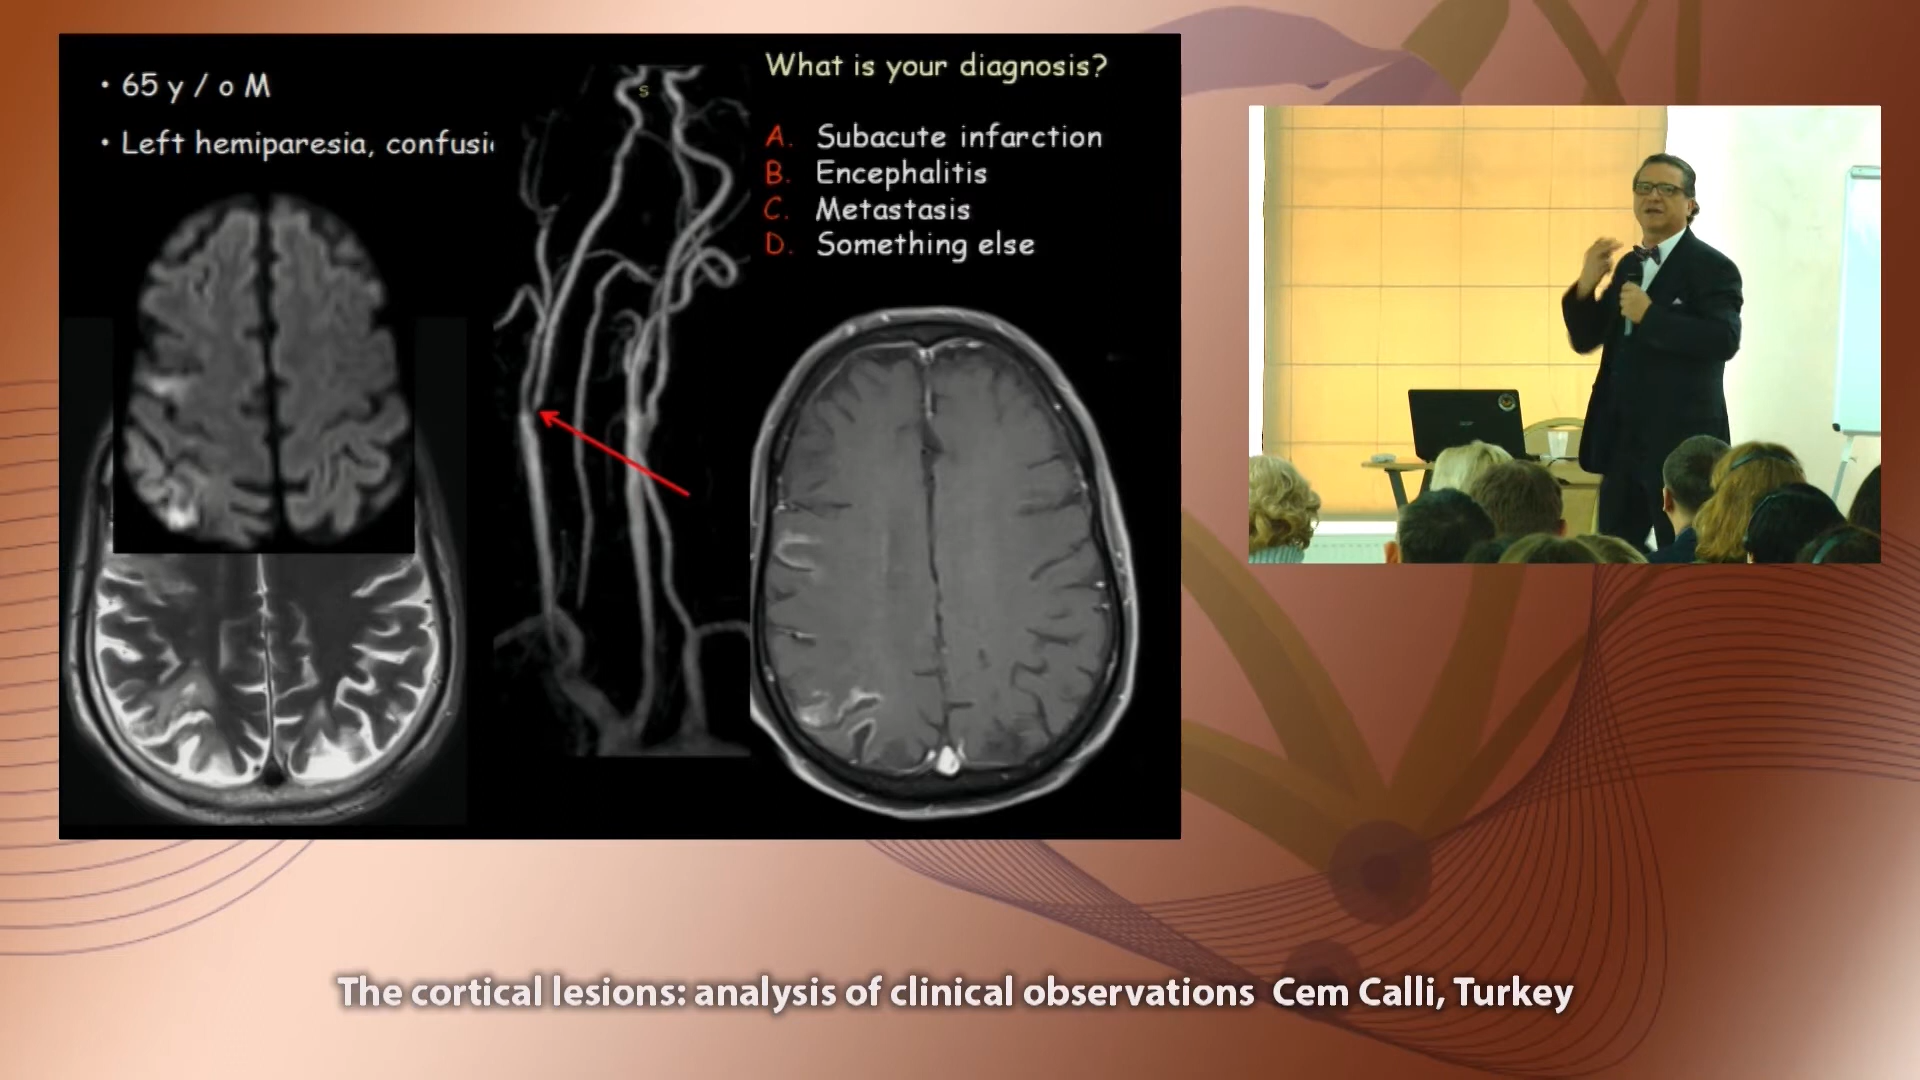 • 65 y / o M
• Left hemiparesia, confusi
What is your diagnosis?
A. Subacute infarction
B. Encephalitis
C. Metastasis
D. Something else
S
The cortical lesions: analysis of clinical observations Cem Calli, Turkey